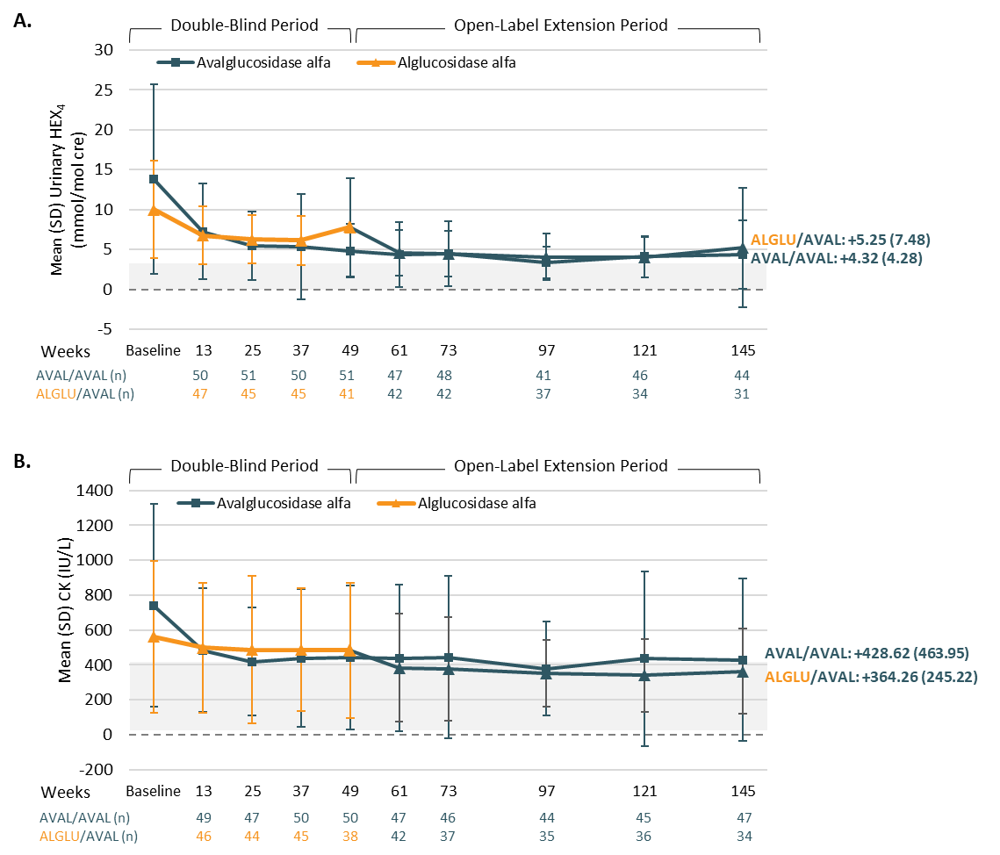 A.
Double-Blind Period Open-Label Extension Period
Avalglucosidase alfa Alglucosidase alfa
Mean (SD) Urinary HEX4
(mmol/mol cre)
30
25
20
15
10
5
0
-5
ALGLU/AVAL: +5.25 (7.48)
AVAL/AVAL: +4.32 (4.28)
Weeks Baseline 13 25 37 49 61 73 97 121 145
AVAL/AVAL (n) 50 51 50 51 47 48 41 46 44
ALGLU/AVAL (n) 47 45 45 41 42 42 37 34 31
B.
Double-Blind Period Open-Label Extension Period
Avalglucosidase alfa Alglucosidase alfa
Mean (SD) CK (IU/L)
1400
1200
1000
800
600
400
200
0
-200
AVAL/AVAL: +428.62 (463.95)
ALGLU/AVAL: +364.26 (245.22)
Weeks Baseline 13 25 37 49 61 73 97 121 145
AVAL/AVAL (n) 49 47 50 50 47 46 44 45 47
ALGLU/AVAL (n) 46 44 45 38 42 37 35 36 34